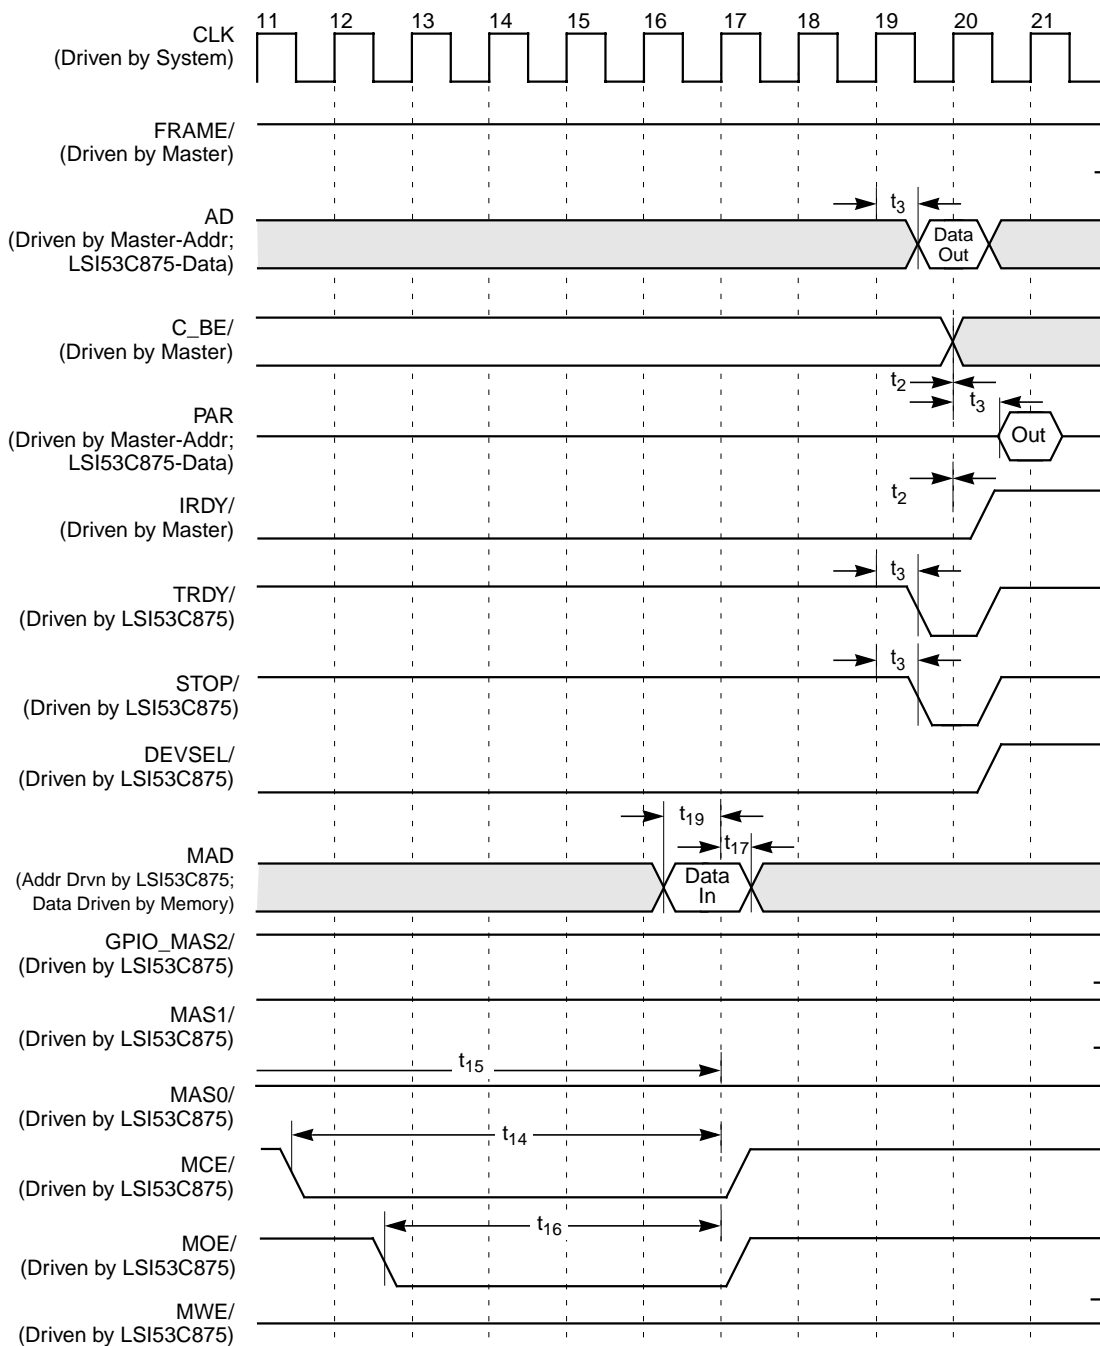 11 12 13 14 15 16 17 18 19 20 21
CLK
(Driven by System)
FRAME/
(Driven by Master)
AD
(Driven by Master-Addr;
LSI53C875-Data)
t3
Data
Out
C_BE/
(Driven by Master)
t2
t3
PAR
(Driven by Master-Addr;
LSI53C875-Data)
Out
t2
IRDY/
(Driven by Master)
t3
TRDY/
(Driven by LSI53C875)
t3
STOP/
(Driven by LSI53C875)
DEVSEL/
(Driven by LSI53C875)
t19
t17
MAD
(Addr Drvn by LSI53C875;
Data Driven by Memory)
Data
In
GPIO_MAS2/
(Driven by LSI53C875)
MAS1/
(Driven by LSI53C875)
t15
MAS0/
(Driven by LSI53C875)
t14
MCE/
(Driven by LSI53C875)
t16
MOE/
(Driven by LSI53C875)
MWE/
(Driven by LSI53C875)